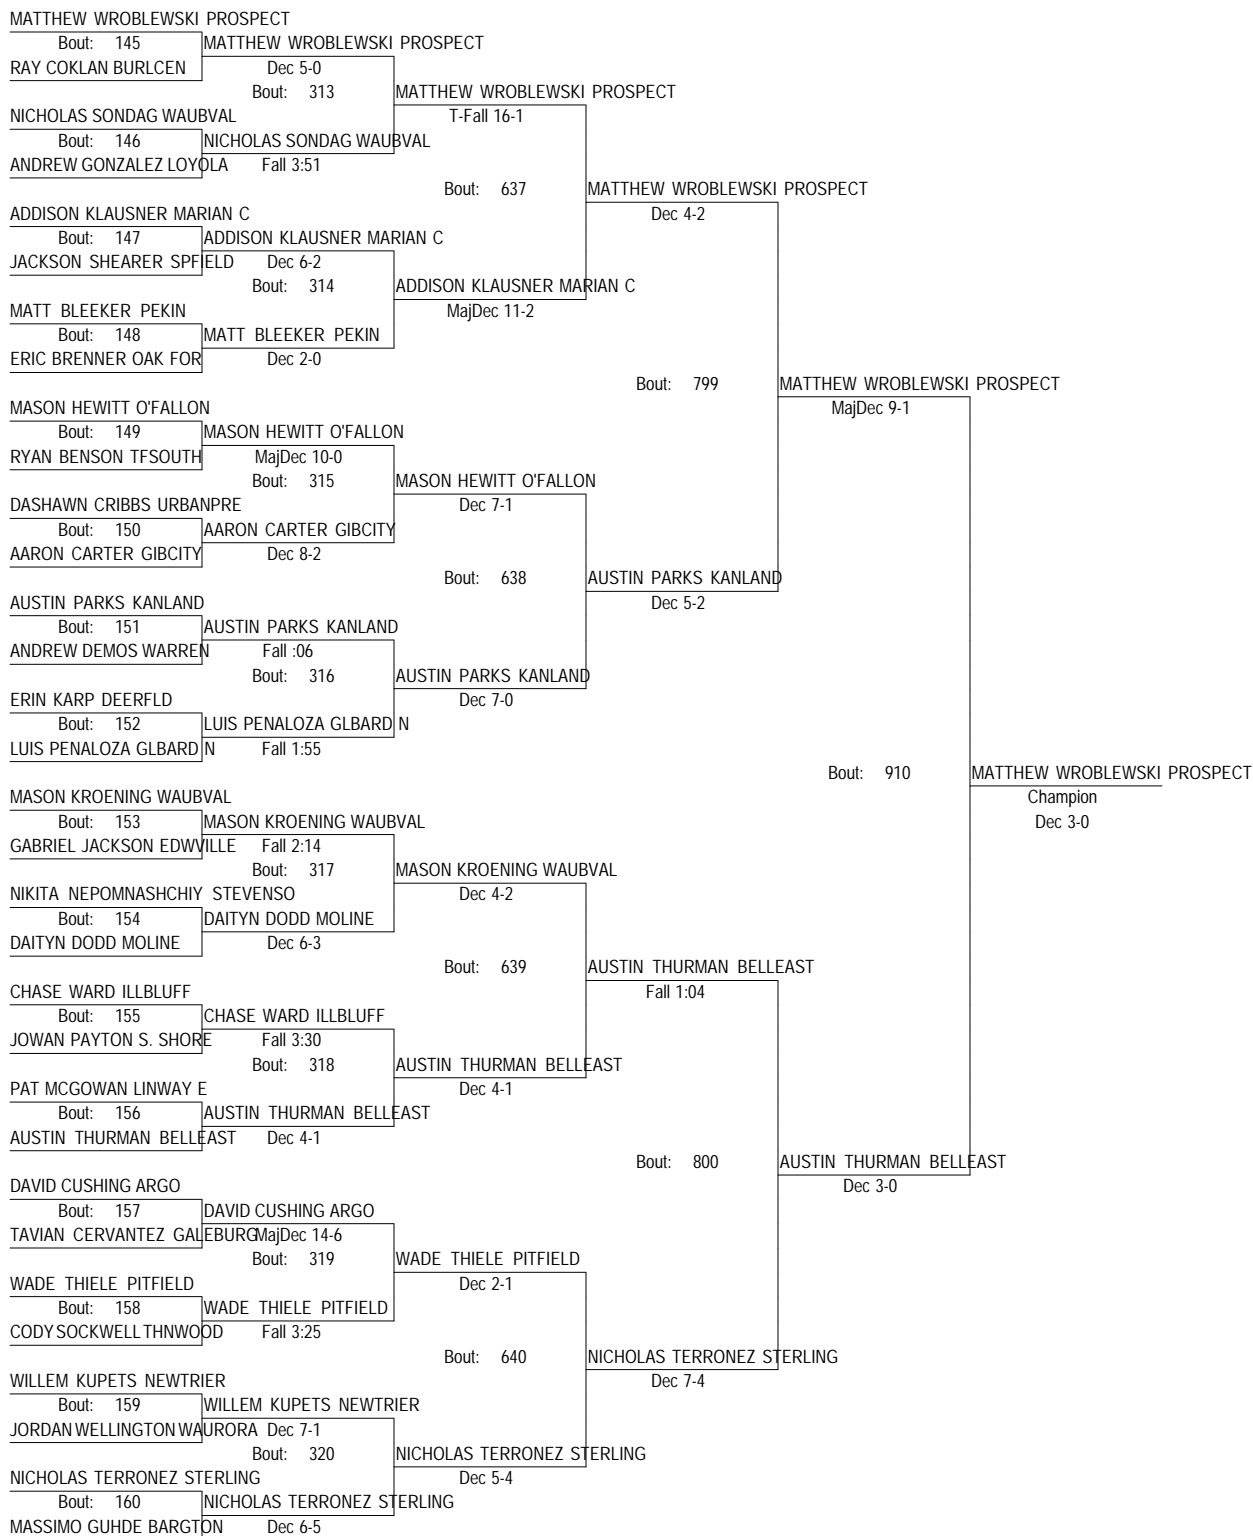 MATTHEW WROBLEWSKI PROSPECT
Bout: 145 MATTHEW WROBLEWSKI PROSPECT
RAY COKLAN BURLCEN Dec 5-0
Bout: 313 MATTHEW WROBLEWSKI PROSPECT
NICHOLAS SONDAG WAUBVAL T-Fall 16-1
Bout: 146 NICHOLAS SONDAG WAUBVAL
ANDREW GONZALEZ LOYOLA Fall 3:51
Bout: 637 MATTHEW WROBLEWSKI PROSPECT
ADDISON KLAUSNER MARIAN C Dec 4-2
Bout: 147 ADDISON KLAUSNER MARIAN C
JACKSON SHEARER SPFIELD Dec 6-2
Bout: 314 ADDISON KLAUSNER MARIAN C
MATT BLEEKER PEKIN MajDec 11-2
Bout: 148 MATT BLEEKER PEKIN
ERIC BRENNER OAK FOR Dec 2-0
Bout: 799 MATTHEW WROBLEWSKI PROSPECT
MASON HEWITT O'FALLON MajDec 9-1
Bout: 149 MASON HEWITT O'FALLON
RYAN BENSON TFSOUTH MajDec 10-0
Bout: 315 MASON HEWITT O'FALLON
DASHAWN CRIBBS URBANPRE Dec 7-1
Bout: 150 AARON CARTER GIBCITY
AARON CARTER GIBCITY Dec 8-2
Bout: 638 AUSTIN PARKS KANLAND
AUSTIN PARKS KANLAND Dec 5-2
Bout: 151 AUSTIN PARKS KANLAND
ANDREW DEMOS WARREN Fall :06
Bout: 316 AUSTIN PARKS KANLAND
ERIN KARP DEERFLD Dec 7-0
Bout: 152 LUIS PENALOZA GLBARD N
LUIS PENALOZA GLBARD N Fall 1:55
Bout: 910 MATTHEW WROBLEWSKI PROSPECT
MASON KROENING WAUBVAL Champion
Bout: 153 MASON KROENING WAUBVAL Dec 3-0
GABRIEL JACKSON EDWVILLE Fall 2:14
Bout: 317 MASON KROENING WAUBVAL
NIKITA NEPOMNASHCHIY STEVENSO Dec 4-2
Bout: 154 DAITYN DODD MOLINE
DAITYN DODD MOLINE Dec 6-3
Bout: 639 AUSTIN THURMAN BELLEAST
CHASE WARD ILLBLUFF Fall 1:04
Bout: 155 CHASE WARD ILLBLUFF
JOWAN PAYTON S. SHORE Fall 3:30
Bout: 318 AUSTIN THURMAN BELLEAST
PAT MCGOWAN LINWAY E Dec 4-1
Bout: 156 AUSTIN THURMAN BELLEAST
AUSTIN THURMAN BELLEAST Dec 4-1
Bout: 800 AUSTIN THURMAN BELLEAST
DAVID CUSHING ARGO Dec 3-0
Bout: 157 DAVID CUSHING ARGO
TAVIAN CERVANTEZ GALEBURG MajDec 14-6
Bout: 319 WADE THIELE PITFIELD
WADE THIELE PITFIELD Dec 2-1
Bout: 158 WADE THIELE PITFIELD
CODY SOCKWELL THNWOOD Fall 3:25
Bout: 640 NICHOLAS TERRONEZ STERLING
WILLEM KUPETS NEWTRIER Dec 7-4
Bout: 159 WILLEM KUPETS NEWTRIER
JORDAN WELLINGTON WAURORA Dec 7-1
Bout: 320 NICHOLAS TERRONEZ STERLING
NICHOLAS TERRONEZ STERLING Dec 5-4
Bout: 160 NICHOLAS TERRONEZ STERLING
MASSIMO GUHDE BARGTON Dec 6-5